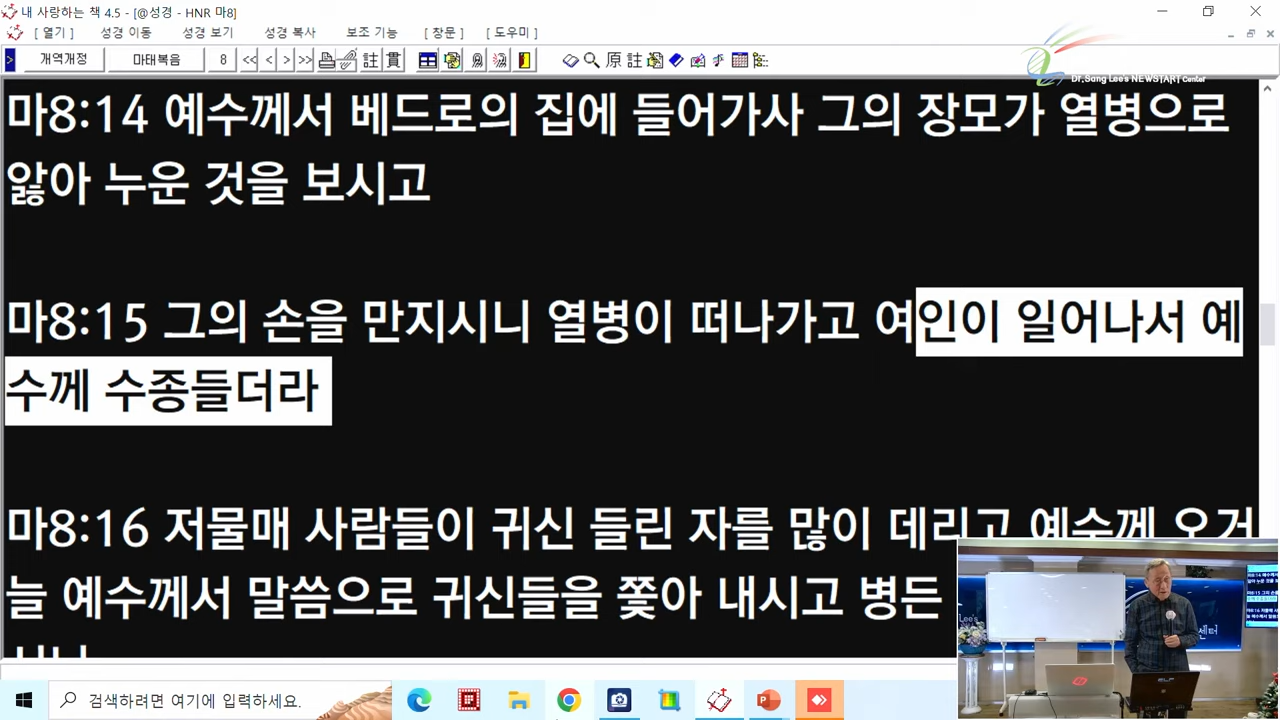 내 사랑하는 책 4.5 - [@성경 - HNR 마8]
[ 열기 ] 성경 이동 성경 보기 성경 복사 보조 기능 [ 창문 ] [ 도우미 ]
개역개정 마태복음 8 << < > >> 註 貫 原 註
Dr.Sang Lee's NEWSTART Center
마8:14 예수께서 베드로의 집에 들어가사 그의 장모가 열병으로
앓아 누운 것을 보시고
마8:15 그의 손을 만지시니 열병이 떠나가고 여인이 일어나서 예
수께 수종들더라
마8:16 저물매 사람들이 귀신 들린 자를 많이 데리고 예수께 오거
늘 예수께서 말씀으로 귀신들을 쫓아 내시고 병든
검색하려면 여기에 입력하세요.